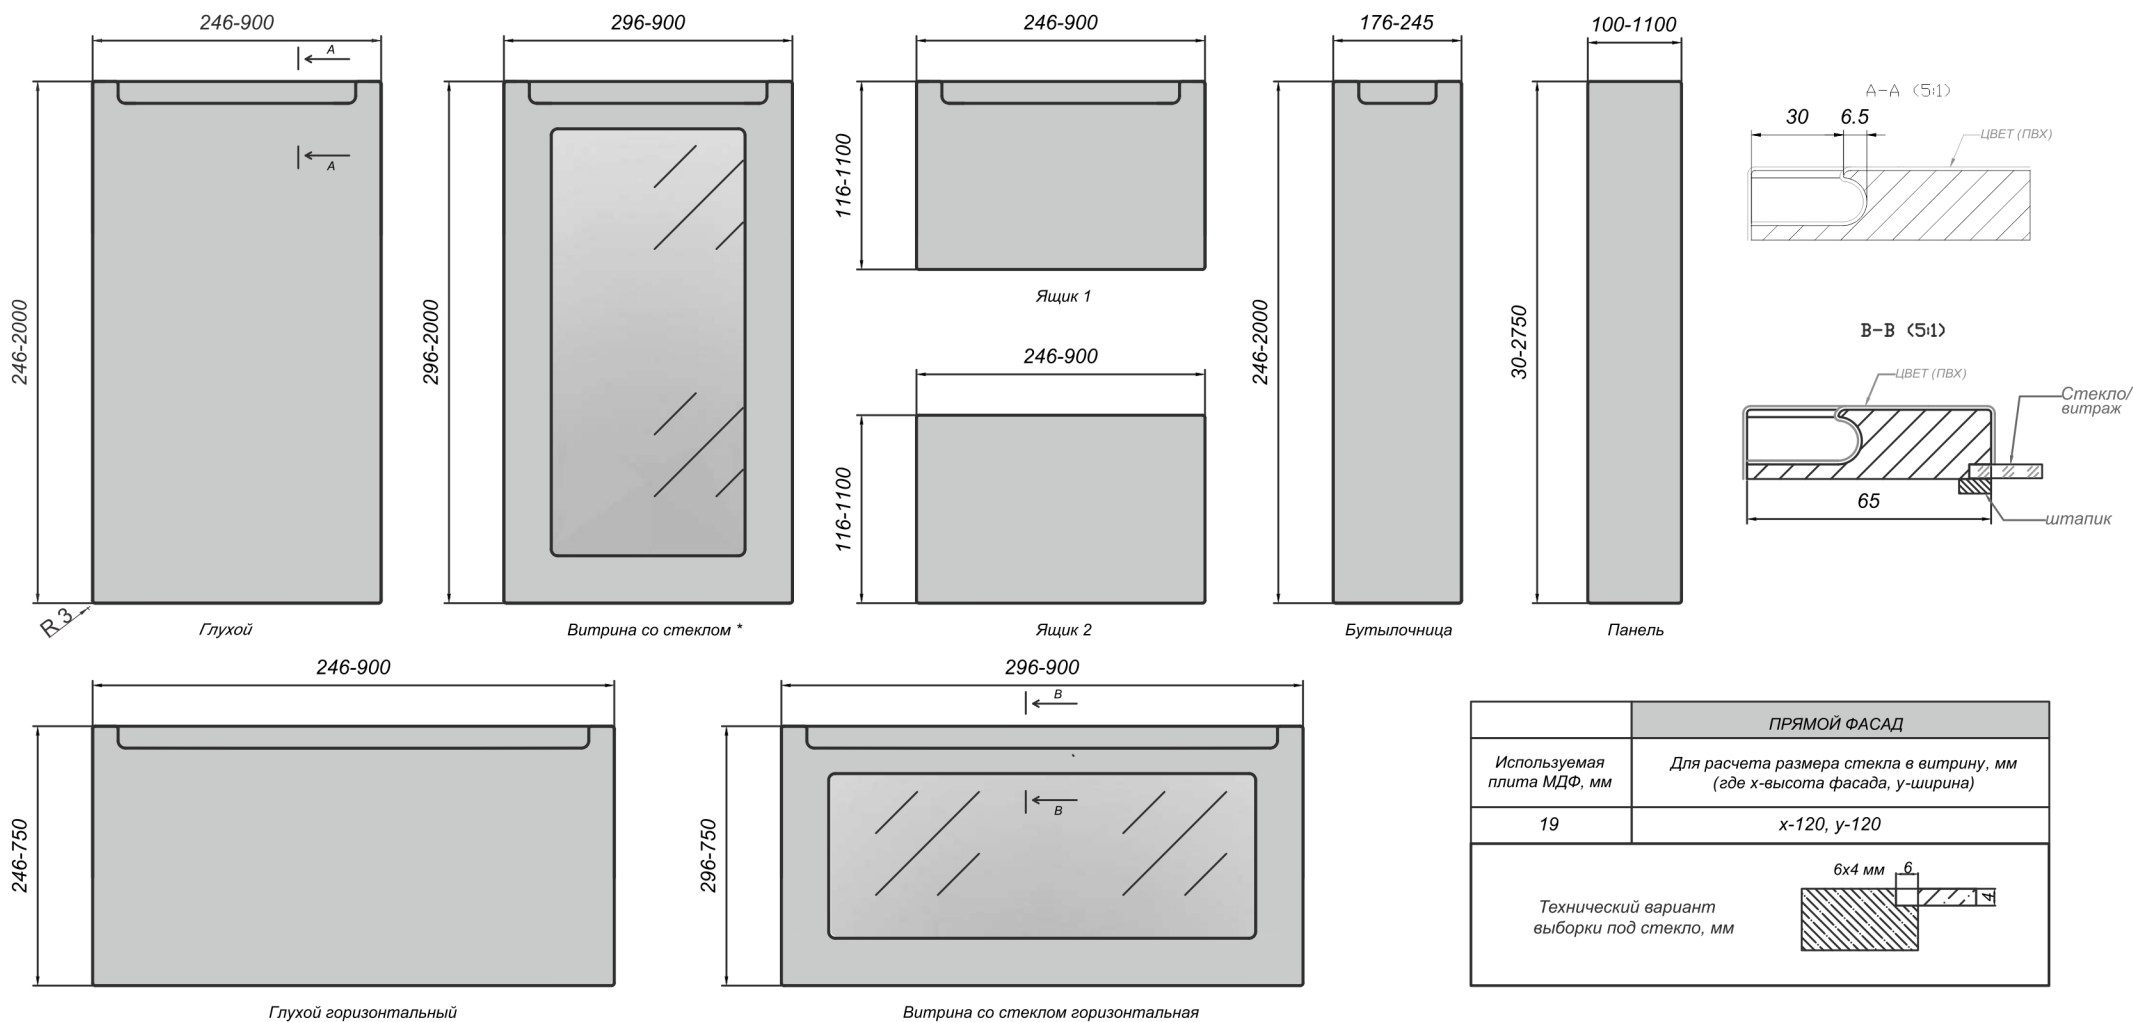 246-900
A
A
246-2000
R 3
Глухой
296-900
296-2000
Витрина со стеклом *
246-900
116-1100
Ящик 1
246-900
116-1100
Ящик 2
176-245
246-2000
Бутылочница
100-1100
30-2750
Панель
A-A (5:1)
30
6.5
ЦВЕТ (ПВХ)
B-B (5:1)
ЦВЕТ (ПВХ)
Стекло/
витраж
65
штапик
246-900
246-750
Глухой горизонтальный
296-900
B
B
296-750
Витрина со стеклом горизонтальная
ПРЯМОЙ ФАСАД
Используемая
плита МДФ, мм
Для расчета размера стекла в витрину, мм
(где x-высота фасада, y-ширина)
19
x-120, y-120
Технический вариант
выборки под стекло, мм
6x4 мм
6
4